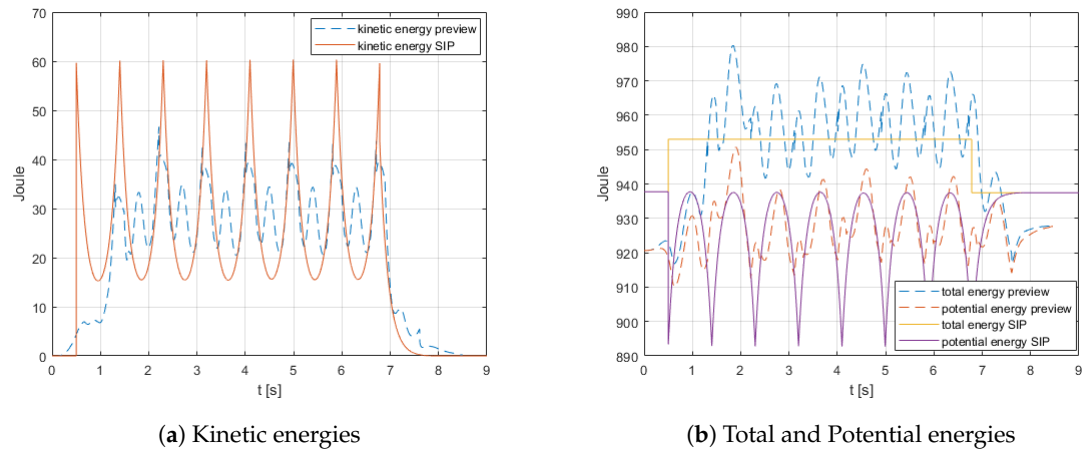 70
60
50
40
30
20
10
0
Joule
0 1 2 3 4 5 6 7 8 9
t [s]
kinetic energy preview
kinetic energy SIP
(a) Kinetic energies
990
980
970
960
950
940
930
920
910
900
890
Joule
0 1 2 3 4 5 6 7 8 9
t [s]
total energy preview
potential energy preview
total energy SIP
potential energy SIP
(b) Total and Potential energies